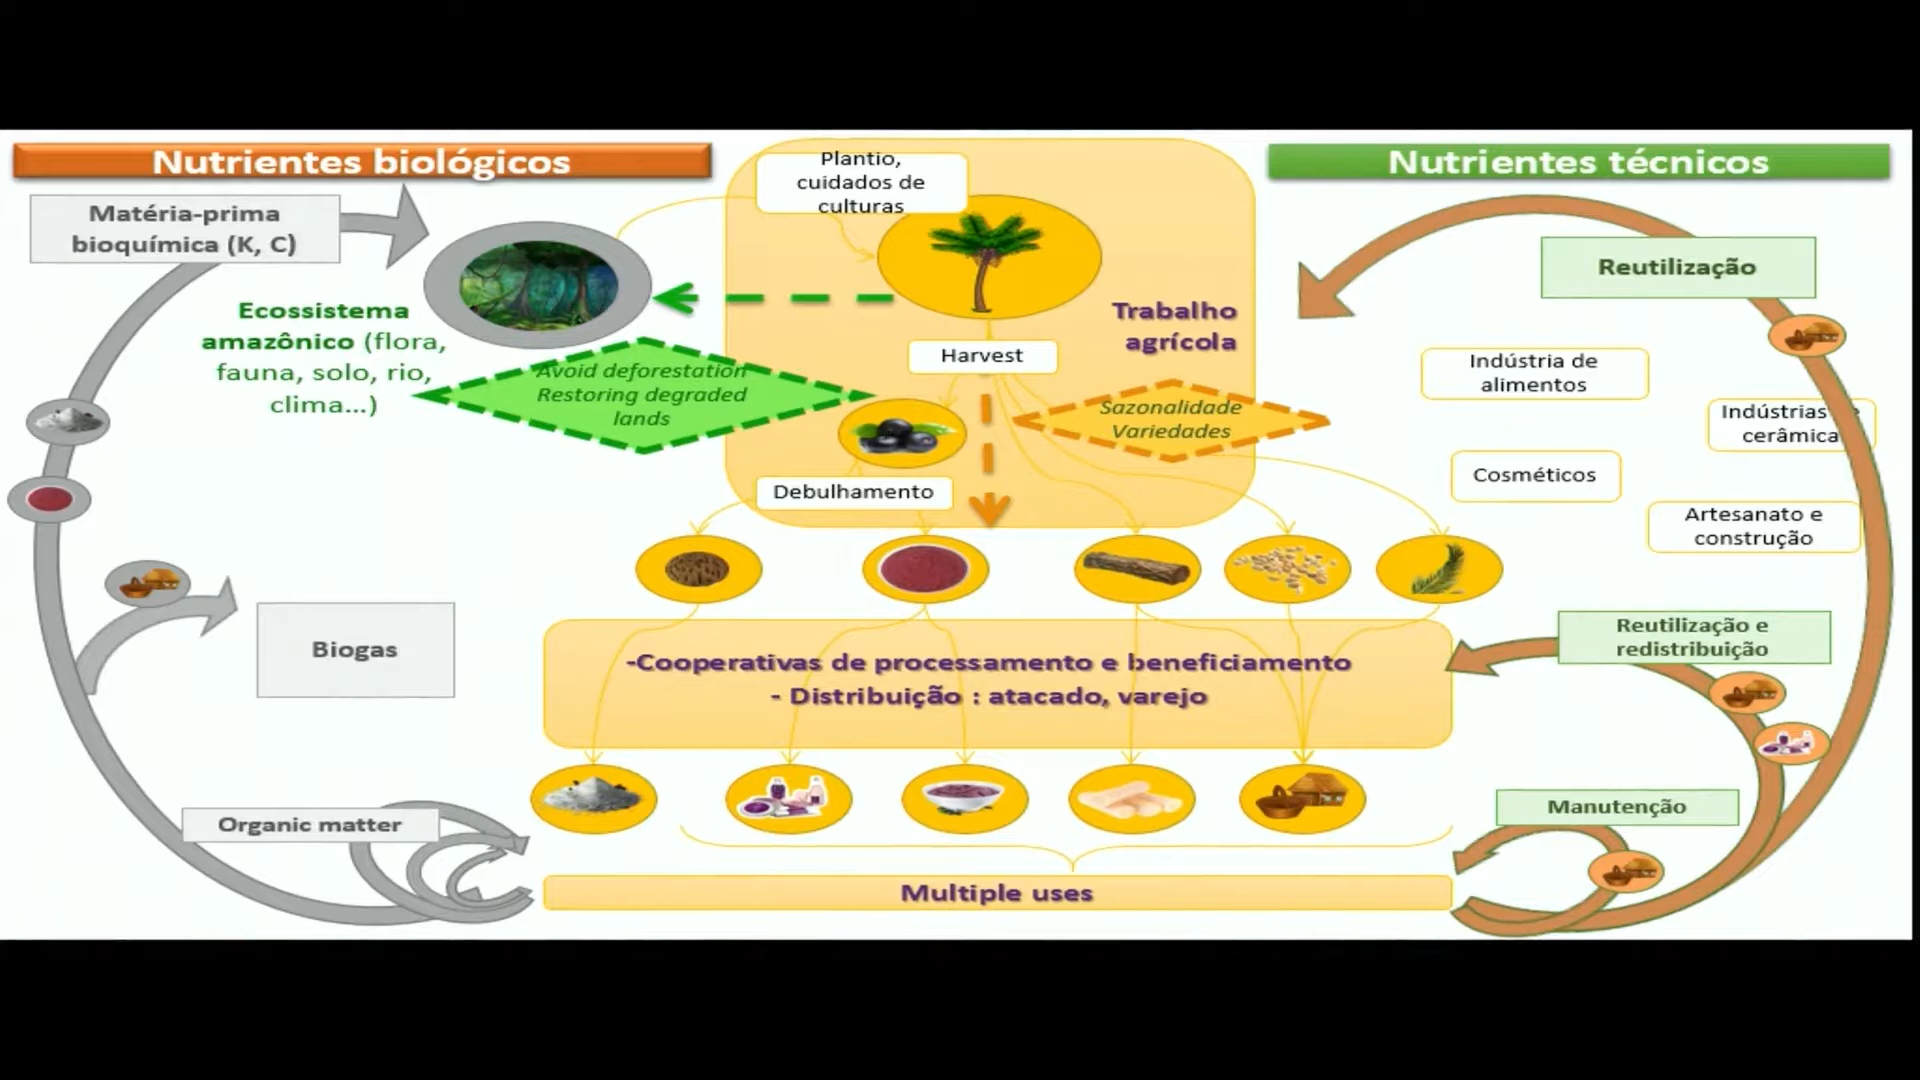 Nutrientes biológicos
Matéria-prima
bioquímica (K, C)
Ecossistema
amazônico (flora,
fauna, solo, rio,
clima...)
Plantio,
cuidados de
culturas
Harvest
Trabalho
agrícola
Avoid deforestation
Restoring degraded
lands
Sazonalidade
Variedades
Debulhamento
Nutrientes técnicos
Reutilização
Indústria de
alimentos
Indústrias
cerâmica
Cosméticos
Artesanato e
construção
Biogas
-Cooperativas de processamento e beneficiamento
- Distribuição : atacado, varejo
Reutilização e
redistribuição
Organic matter
Manutenção
Multiple uses